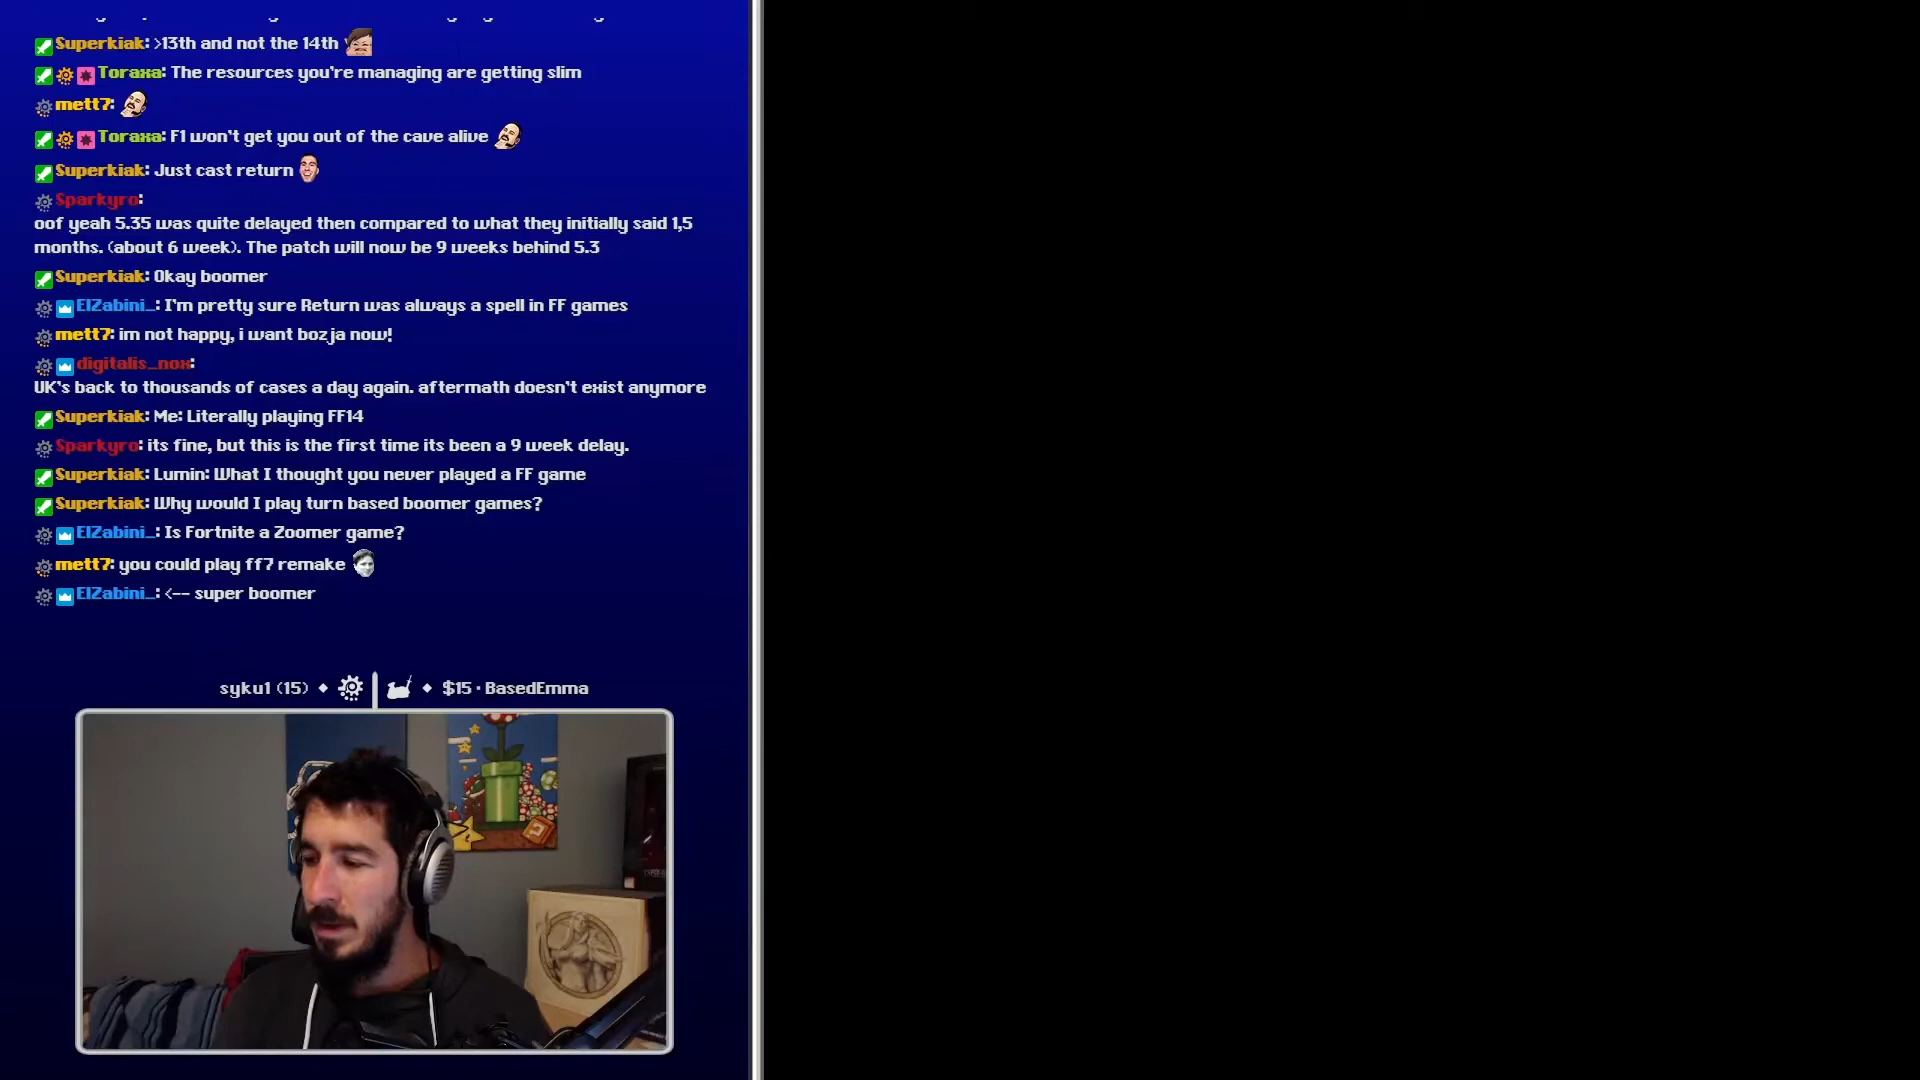 Superkiak: >13th and not the 14th
Toraxa: The resources you're managing are getting slim
mett7:
Toraxa: F1 won't get you out of the cave alive
Superkiak: Just cast return
Sparkyro:
oof yeah 5.35 was quite delayed then compared to what they initially said 1,5
months. (about 6 week). The patch will now be 9 weeks behind 5.3
Superkiak: Okay boomer
ElZabini_: I'm pretty sure Return was always a spell in FF games
mett7: im not happy, i want bozja now!
digitalis_nox:
UK's back to thousands of cases a day again. aftermath doesn't exist anymore
Superkiak: Me: Literally playing FF14
Sparkyro: its fine, but this is the first time its been a 9 week delay.
Superkiak: Lumin: What I thought you never played a FF game
Superkiak: Why would I play turn based boomer games?
ElZabini_: Is Fortnite a Zoomer game?
mett7: you could play ff7 remake
ElZabini_: <-- super boomer
syku1 (15) ◆ ◆ $15 · BasedEmma